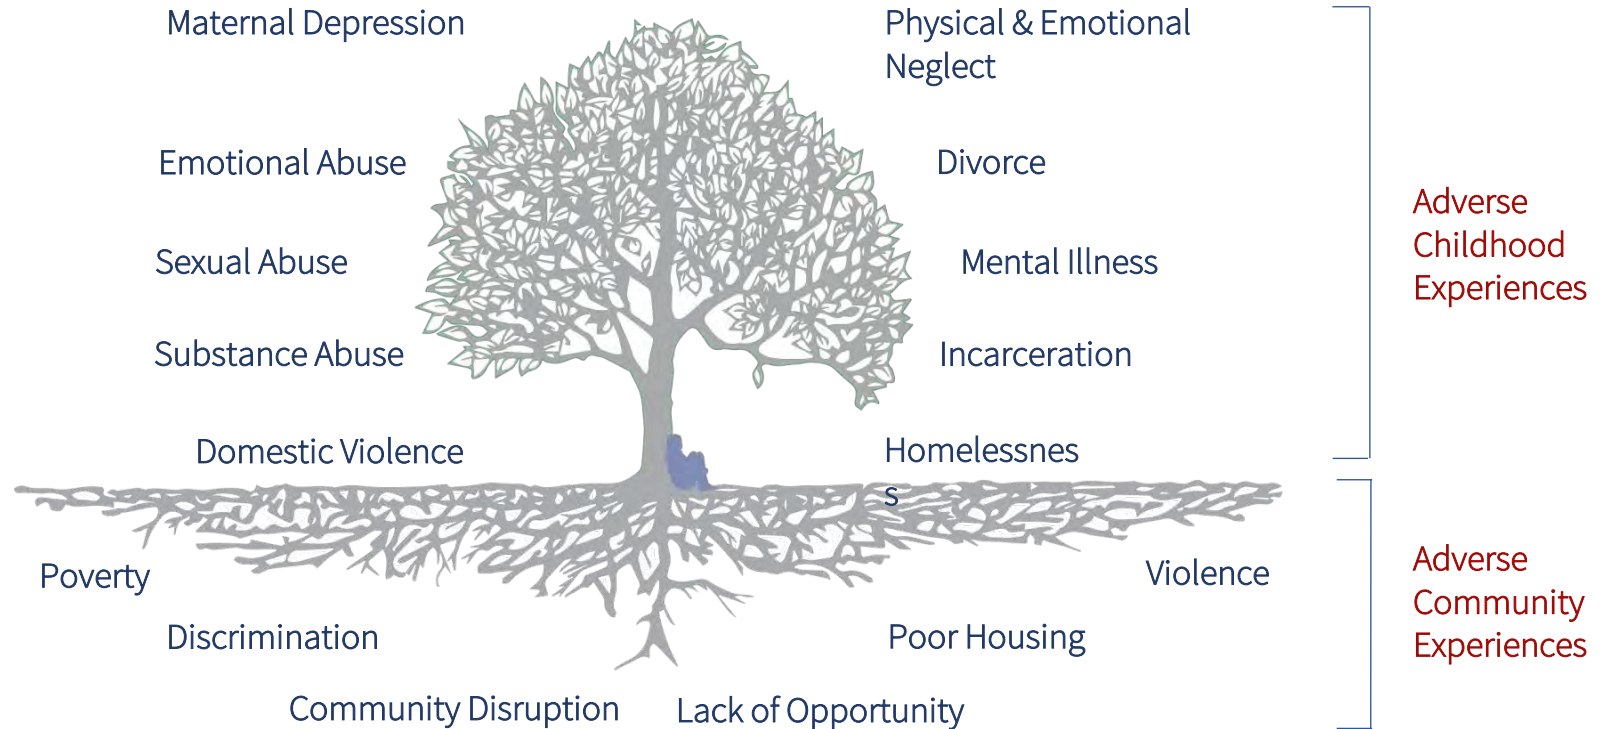 Maternal Depression
Physical & Emotional
Neglect
Emotional Abuse
Divorce
Adverse
Childhood
Experiences
Sexual Abuse
Mental Illness
Substance Abuse
Incarceration
Domestic Violence
Homelessnes
s
Poverty
Violence
Adverse
Community
Experiences
Discrimination
Poor Housing
Community Disruption
Lack of Opportunity